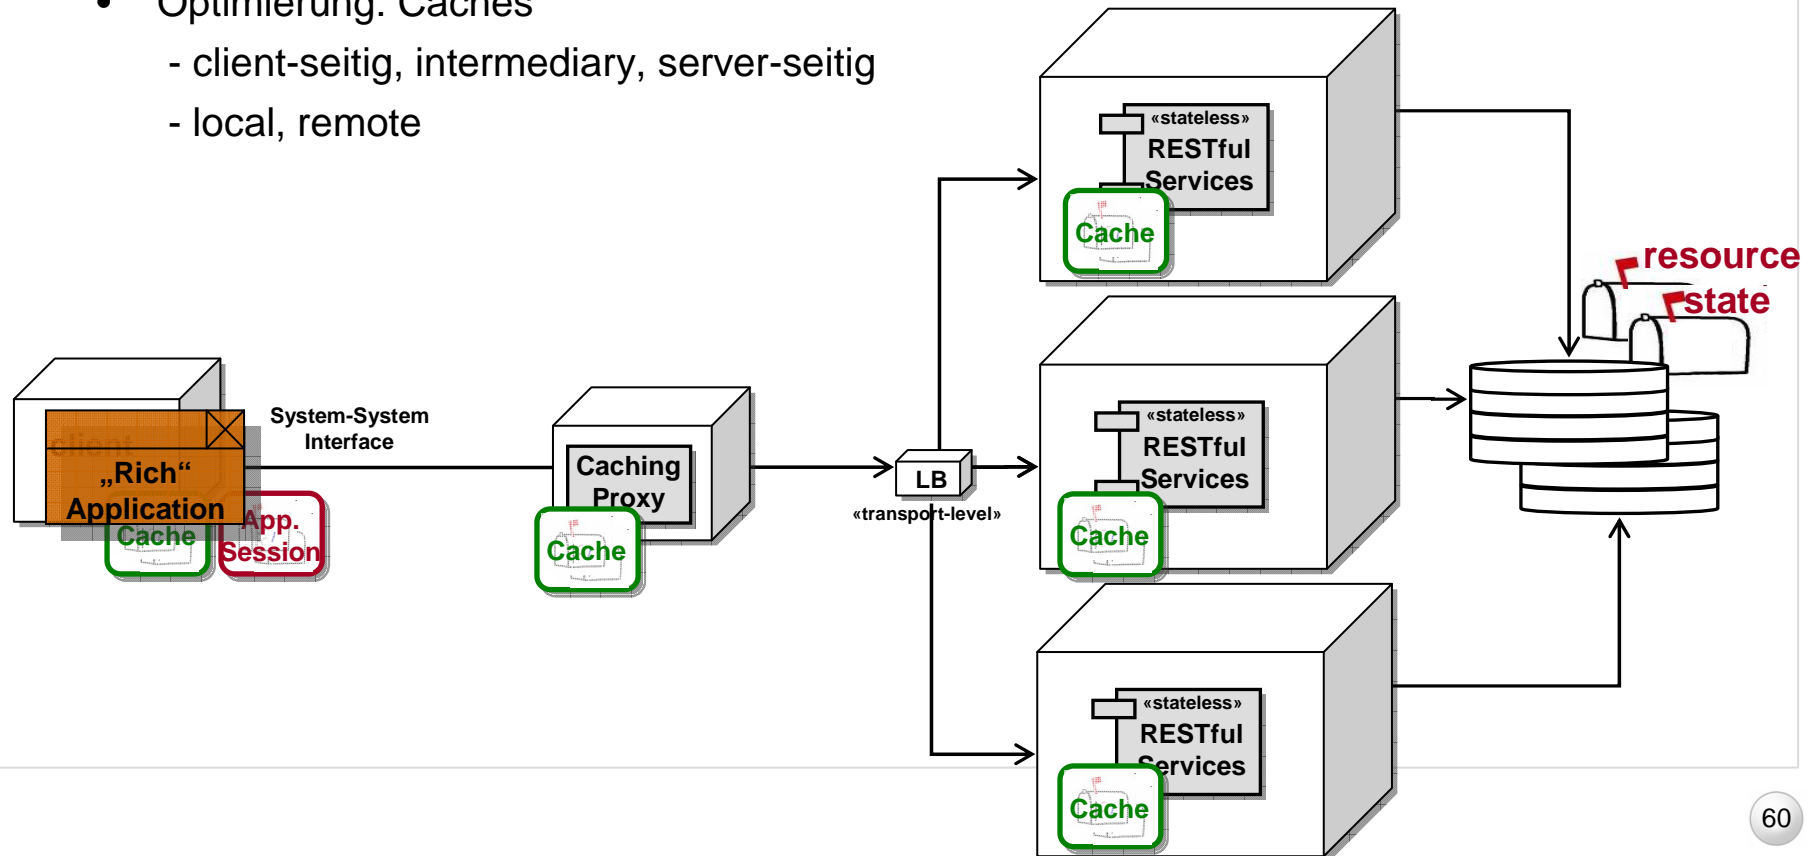 • Optimierung: Caches
- client-seitig, intermediary, server-seitig
- local, remote
«stateless»
RESTful
Services
Cache
resource
state
System-System
Interface
client
„Rich“
Application
Cache
App.
Session
Caching
Proxy
Cache
LB
«transport-level»
«stateless»
RESTful
Services
Cache
«stateless»
RESTful
Services
Cache
60